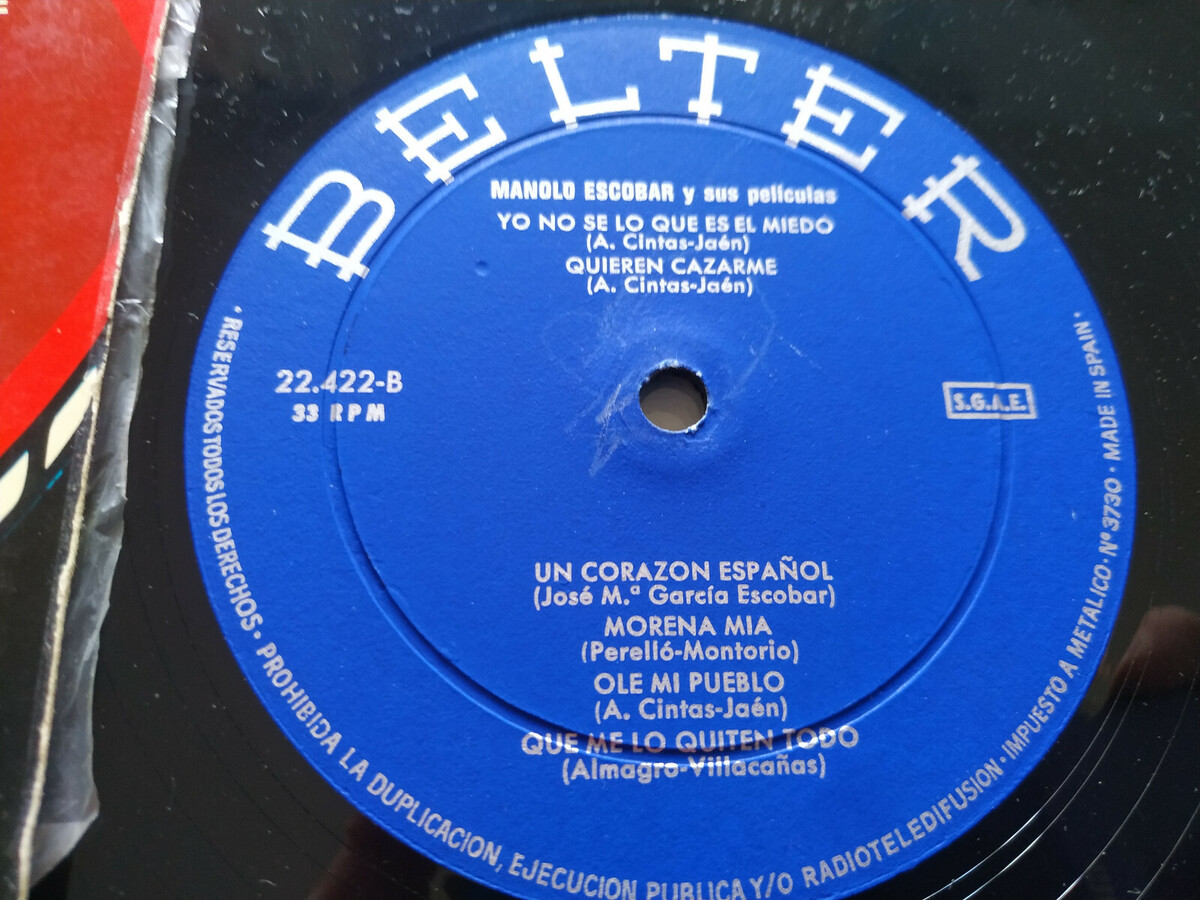 BELTER
MANOLO ESCOBAR y sus películas
YO NO SE LO QUE ES EL MIEDO
(A. Cintas-Jaén)
QUIEREN CAZARME
(A. Cintas-Jaén)
22.422-B
33 RPM
S.G.A.E.
UN CORAZON ESPAÑOL
(José M.ª García Escobar)
MORENA MIA
(Perelló-Montorio)
OLE MI PUEBLO
(A. Cintas-Jaén)
QUE ME LO QUITEN TODO
(Almagro-Villacañas)
· RESERVADOS TODOS LOS DERECHOS · PROHIBIDA LA DUPLICACION, EJECUCION PUBLICA Y/O RADIOTELEDIFUSION · IMPUESTO A METALICO · Nº 3730 · MADE IN SPAIN ·